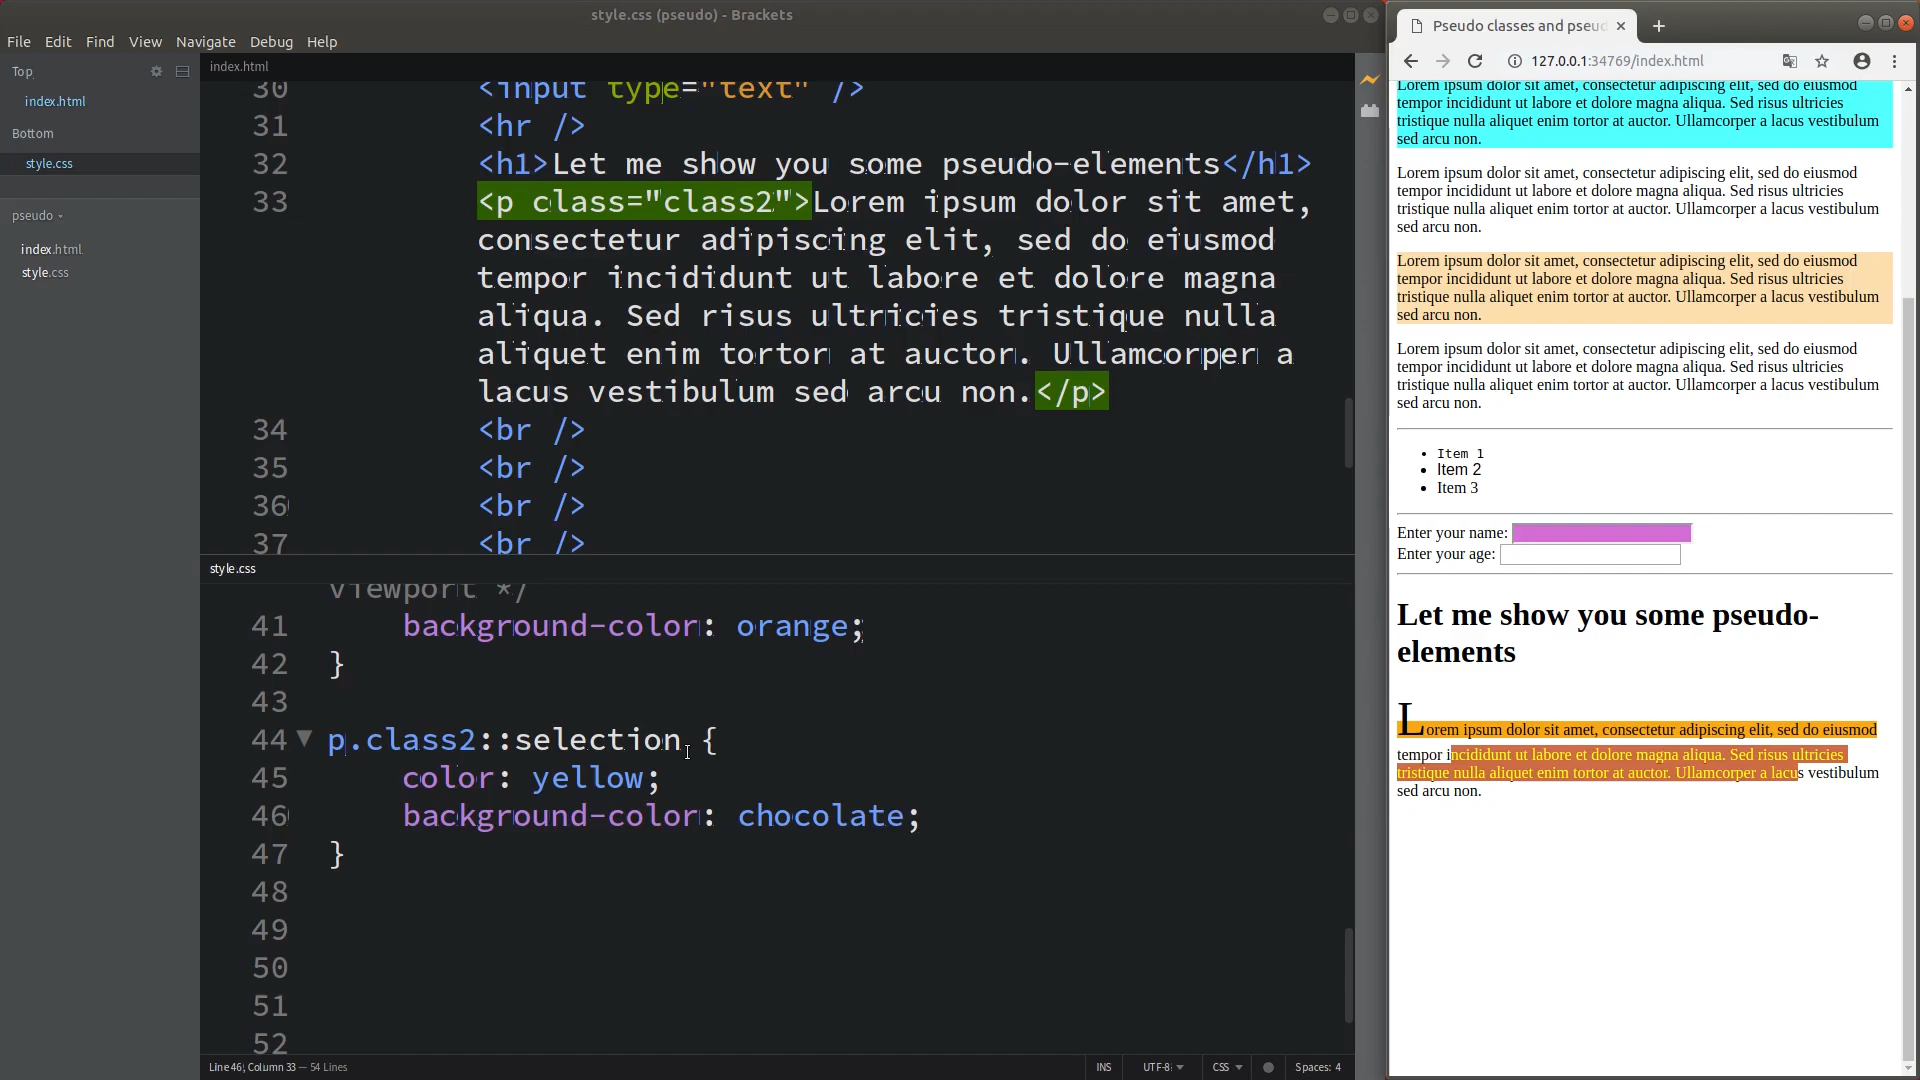 style.css (pseudo) - Brackets
File Edit Find View Navigate Debug Help
Top
index.html
Bottom
style.css
pseudo
index.html
style.css
index.html
30 <input type="text" />
31 <hr />
32 <h1>Let me show you some pseudo-elements</h1>
33 <p class="class2">Lorem ipsum dolor sit amet,
consectetur adipiscing elit, sed do eiusmod
tempor incididunt ut labore et dolore magna
aliqua. Sed risus ultricies tristique nulla
aliquet enim tortor at auctor. Ullamcorper a
lacus vestibulum sed arcu non.</p>
34 <br />
35 <br />
36 <br />
37 <br />
style.css
viewport */
41 background-color: orange;
42 }
43
44 p.class2::selection {
45 color: yellow;
46 background-color: chocolate;
47 }
48
49
50
51
52
Line 46, Column 33 — 54 Lines
INS UTF-8 CSS Spaces: 4
Pseudo classes and pseud
127.0.0.1:34769/index.html
Lorem ipsum dolor sit amet, consectetur adipiscing elit, sed do eiusmod
tempor incididunt ut labore et dolore magna aliqua. Sed risus ultricies
tristique nulla aliquet enim tortor at auctor. Ullamcorper a lacus vestibulum
sed arcu non.
Lorem ipsum dolor sit amet, consectetur adipiscing elit, sed do eiusmod
tempor incididunt ut labore et dolore magna aliqua. Sed risus ultricies
tristique nulla aliquet enim tortor at auctor. Ullamcorper a lacus vestibulum
sed arcu non.
Lorem ipsum dolor sit amet, consectetur adipiscing elit, sed do eiusmod
tempor incididunt ut labore et dolore magna aliqua. Sed risus ultricies
tristique nulla aliquet enim tortor at auctor. Ullamcorper a lacus vestibulum
sed arcu non.
Lorem ipsum dolor sit amet, consectetur adipiscing elit, sed do eiusmod
tempor incididunt ut labore et dolore magna aliqua. Sed risus ultricies
tristique nulla aliquet enim tortor at auctor. Ullamcorper a lacus vestibulum
sed arcu non.
• Item 1
• Item 2
• Item 3
Enter your name:
Enter your age:
Let me show you some pseudo-
elements
Lorem ipsum dolor sit amet, consectetur adipiscing elit, sed do eiusmod
tempor incididunt ut labore et dolore magna aliqua. Sed risus ultricies
tristique nulla aliquet enim tortor at auctor. Ullamcorper a lacus vestibulum
sed arcu non.